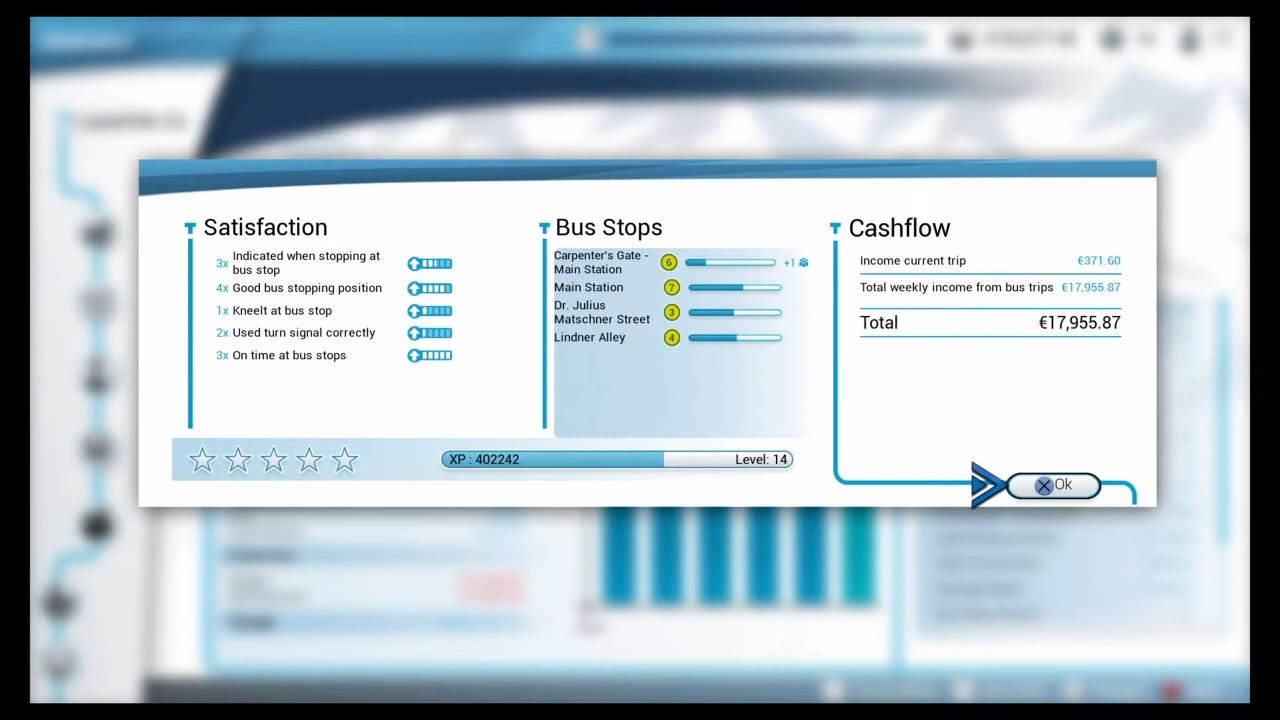 Satisfaction
3x Indicated when stopping at
bus stop
4x Good bus stopping position
1x Kneelt at bus stop
2x Used turn signal correctly
3x On time at bus stops
Bus Stops
Carpenter's Gate -
Main Station
6
+1
Main Station
7
Dr. Julius
Matschner Street
3
Lindner Alley
4
Cashflow
Income current trip €371.60
Total weekly income from bus trips €17,955.87
Total €17,955.87
XP : 402242
Level: 14
Ok